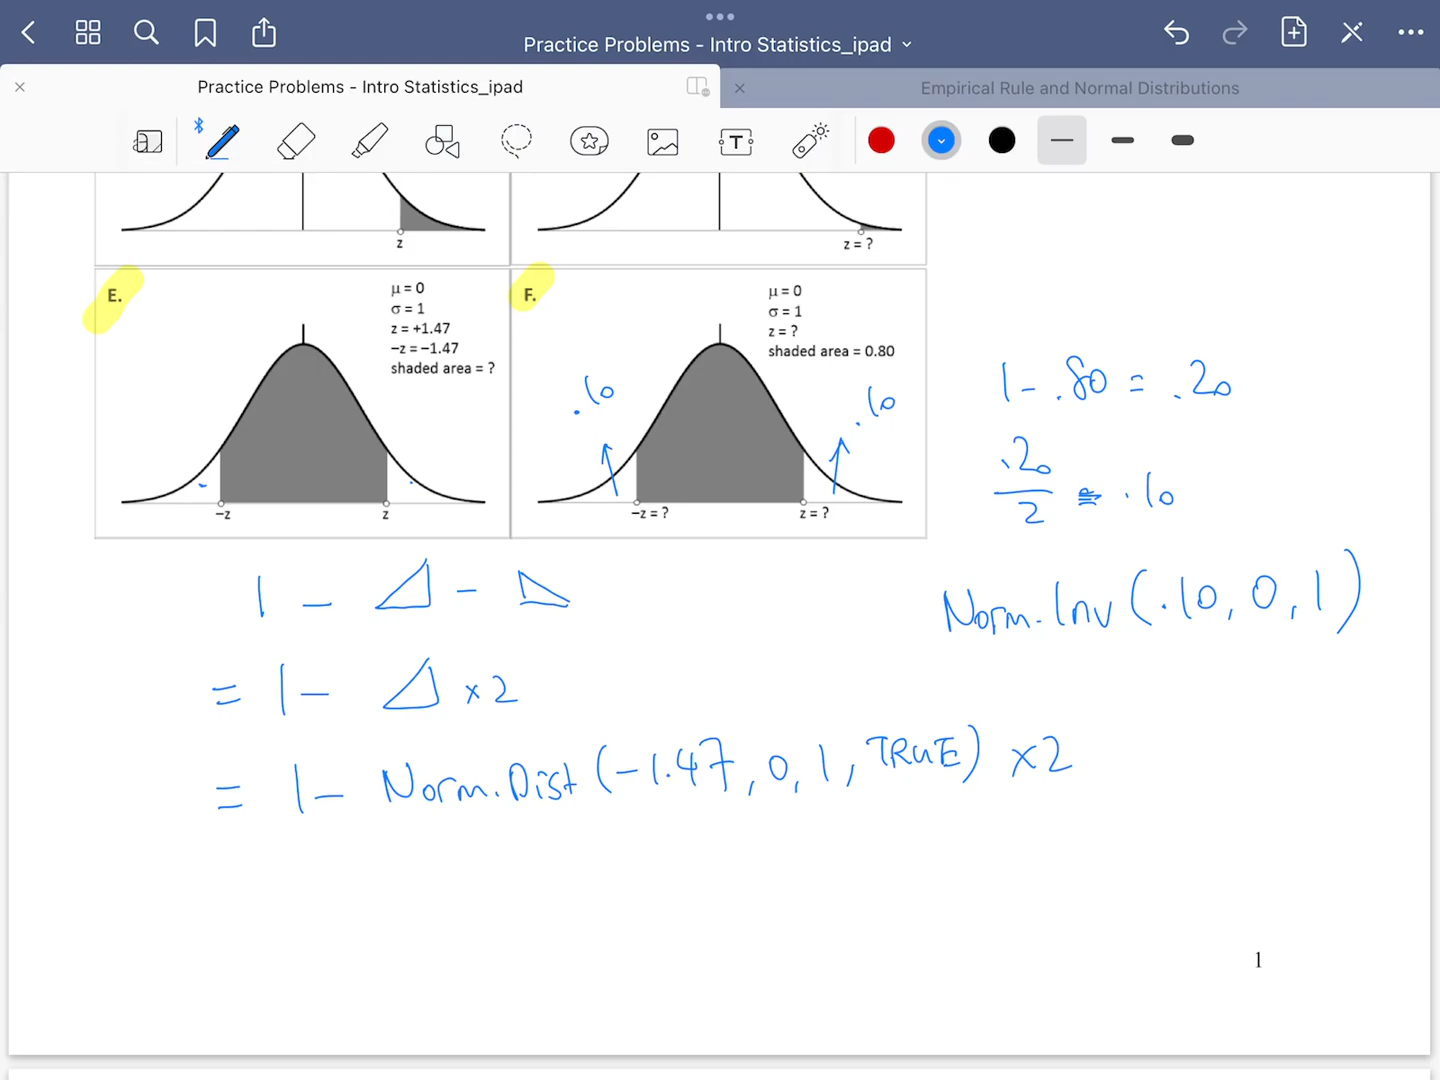 Practice Problems - Intro Statistics_ipad
Practice Problems - Intro Statistics_ipad
Empirical Rule and Normal Distributions
T
z
z = ?
E.
μ = 0
σ = 1
z = +1.47
−z = −1.47
shaded area = ?
−z
z
F.
μ = 0
σ = 1
z = ?
shaded area = 0.80
.10
.10
−z = ?
z = ?
1 - .80 = .20
.20
2
= .10
Norm.Inv (.10, 0, 1)
1 - -
= 1 - x2
= 1 - Norm.Dist (-1.47, 0, 1, TRUE) x2
1